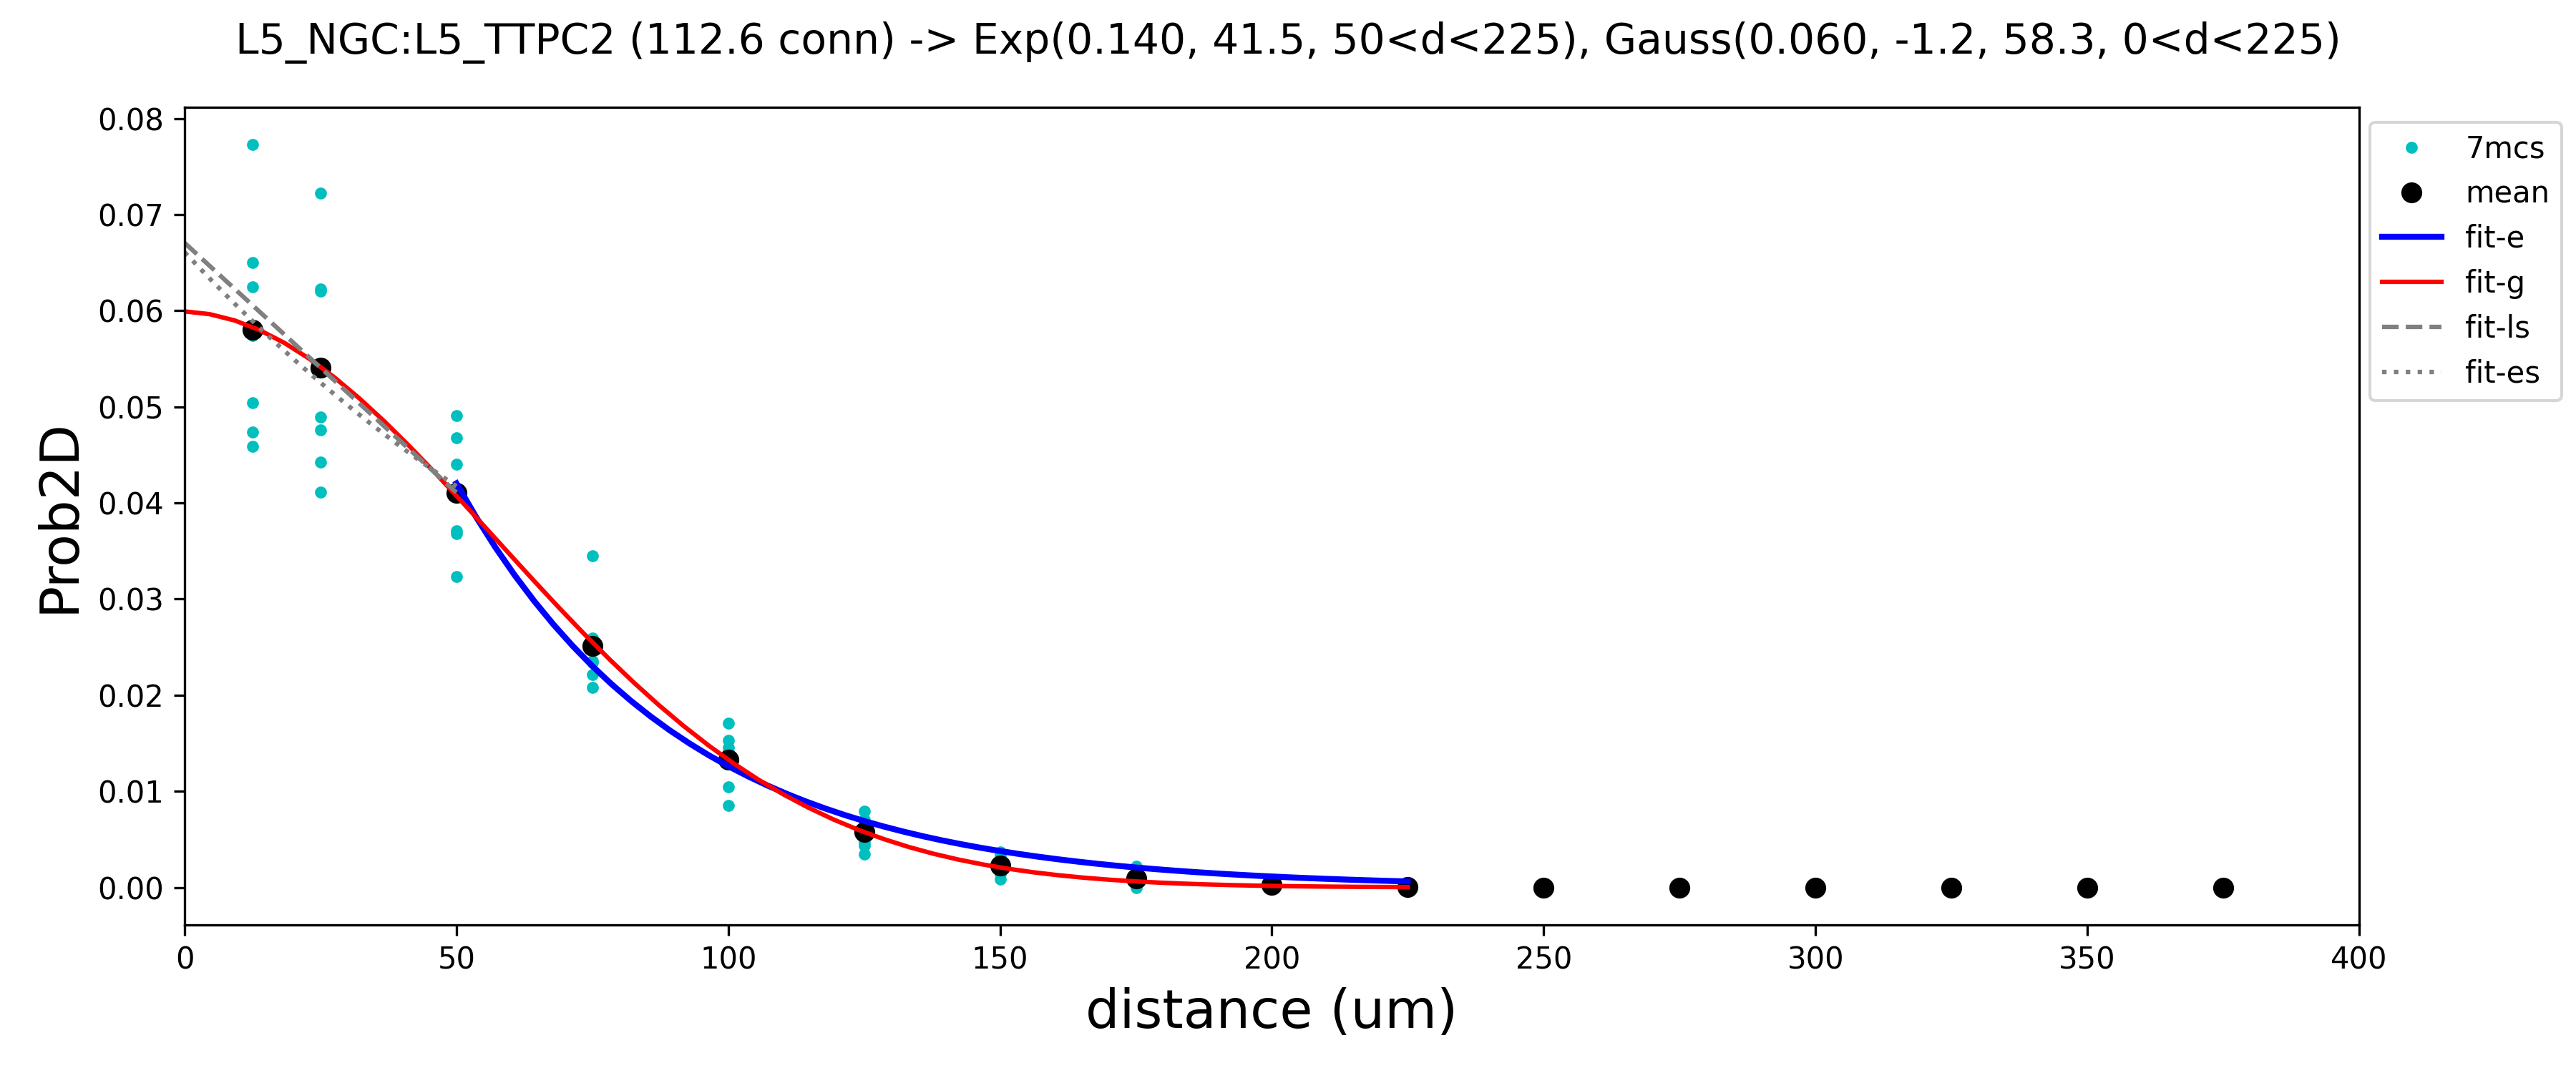 L5_NGC:L5_TTPC2 (112.6 conn) -> Exp(0.140, 41.5, 50<d<225), Gauss(0.060, -1.2, 58.3, 0<d<225)
0.08
0.07
0.06
0.05
0.04
0.03
0.02
0.01
0.00
Prob2D
0 50 100 150 200 250 300 350 400
distance (um)
7mcs
mean
fit-e
fit-g
fit-ls
fit-es